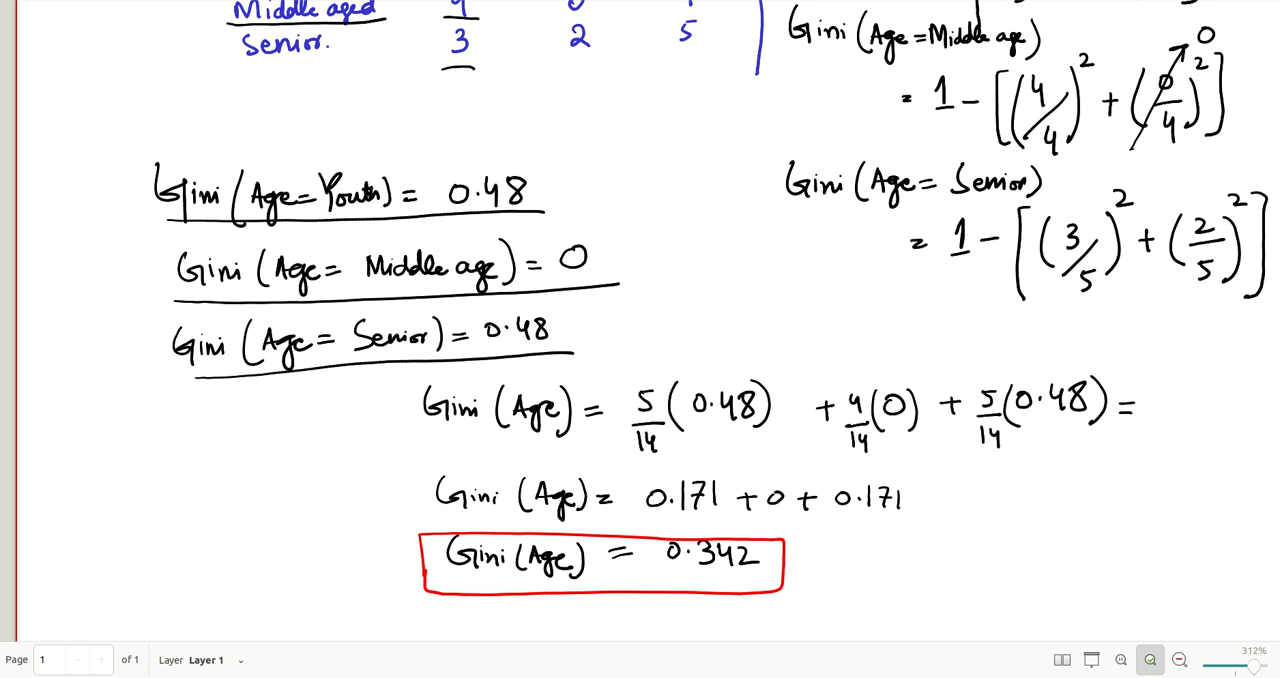 Middle aged 4 0
Senior. 3 2 5
Gini (Age=Middle age)
= 1 - [(4/4)^2 + (0/4)^2] 0
Gini (Age=Youth) = 0.48
Gini (Age= Middle age) = 0
Gini (Age= Senior) = 0.48
Gini (Age= Senior)
= 1 - [(3/5)^2 + (2/5)^2]
Gini (Age) = 5/14 (0.48) + 4/14 (0) + 5/14 (0.48) =
Gini (Age) = 0.171 + 0 + 0.171
Gini (Age) = 0.342
Page 1 of 1 Layer Layer 1 312%